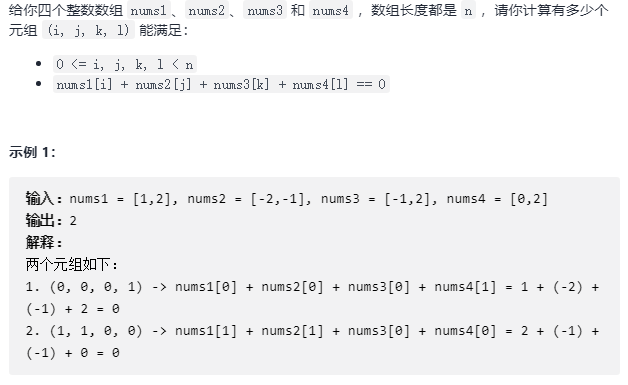 给你四个整数数组 nums1、nums2、nums3 和 nums4 ，数组长度都是 n ，请你计算有多少个
元组 (i, j, k, l) 能满足：
• 0 <= i, j, k, l < n
• nums1[i] + nums2[j] + nums3[k] + nums4[l] == 0
示例 1：
输入：nums1 = [1,2], nums2 = [-2,-1], nums3 = [-1,2], nums4 = [0,2]
输出：2
解释：
两个元组如下：
1. (0, 0, 0, 1) -> nums1[0] + nums2[0] + nums3[0] + nums4[1] = 1 + (-2) +
(-1) + 2 = 0
2. (1, 1, 0, 0) -> nums1[1] + nums2[1] + nums3[0] + nums4[0] = 2 + (-1) +
(-1) + 0 = 0